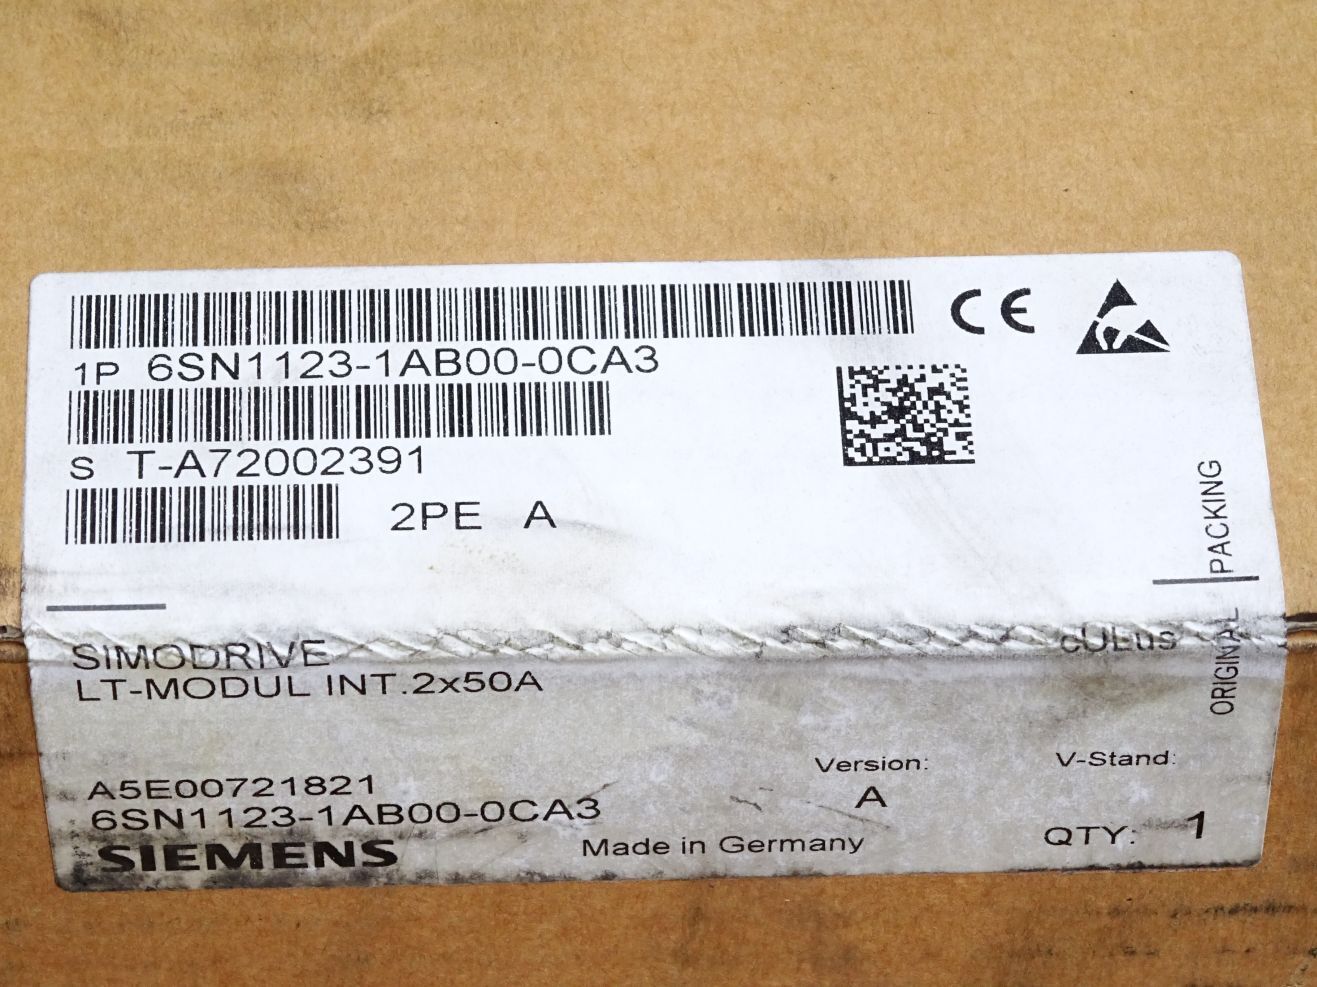 CE
1P 6SN1123-1AB00-0CA3
S T-A72002391
2PE A
PACKING
ORIGINAL
SIMODRIVE
cULus
LT-MODUL INT.2x50A
A5E00721821
6SN1123-1AB00-0CA3
SIEMENS
Made in Germany
Version:
A
V-Stand:
QTY: 1